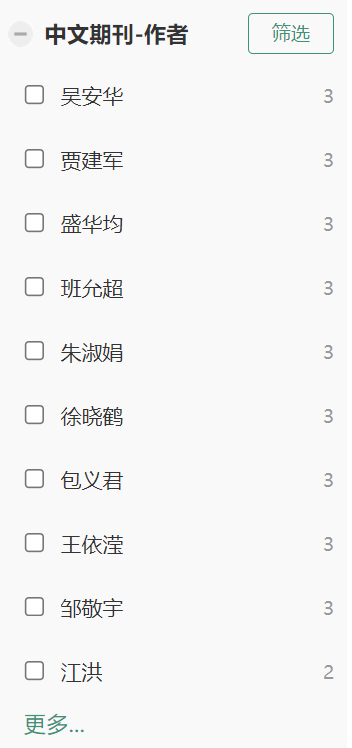 中文期刊-作者 筛选
吴安华 3
贾建军 3
盛华均 3
班允超 3
朱淑娟 3
徐晓鹤 3
包义君 3
王依滢 3
邹敬宇 3
江洪 2
更多...